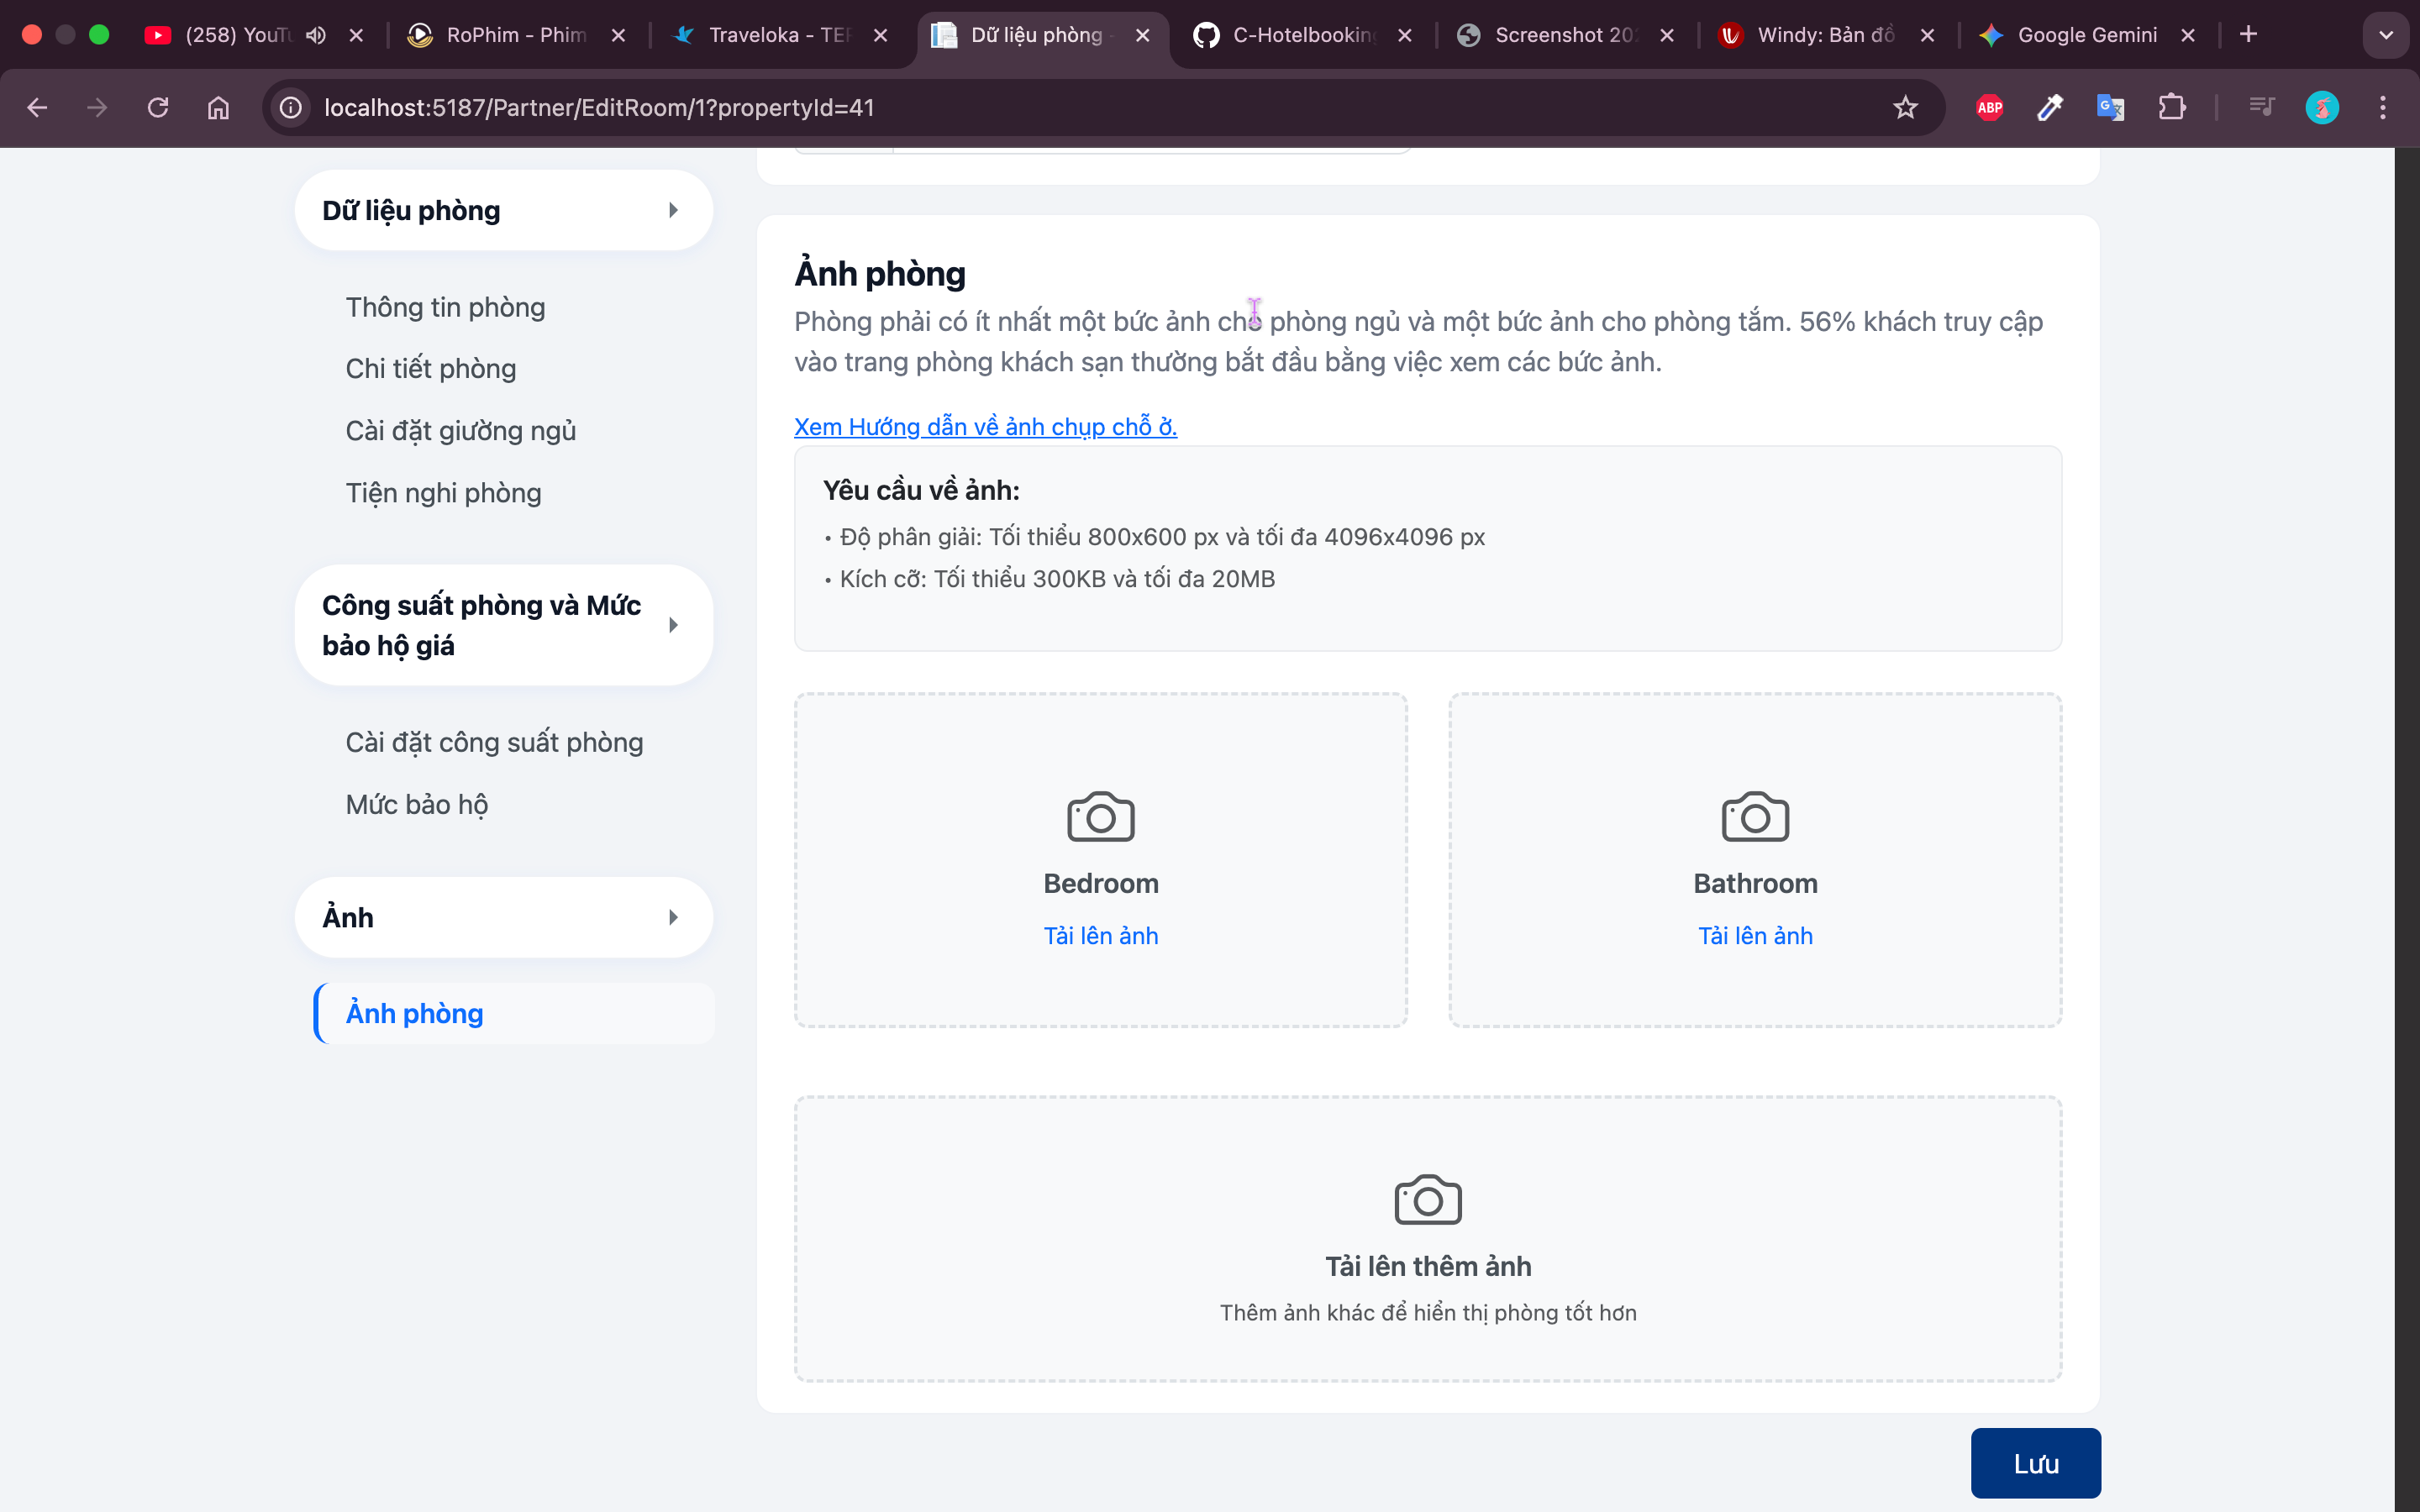 (258) YouTu
RoPhim - Phim
Traveloka - TER
Dữ liệu phòng -
C-Hotelbooking
Screenshot 202
Windy: Bản đồ
Google Gemini
localhost:5187/Partner/EditRoom/1?propertyId=41
ABP
Dữ liệu phòng
Thông tin phòng
Chi tiết phòng
Cài đặt giường ngủ
Tiện nghi phòng
Công suất phòng và Mức
bảo hộ giá
Cài đặt công suất phòng
Mức bảo hộ
Ảnh
Ảnh phòng
Ảnh phòng
Phòng phải có ít nhất một bức ảnh cho phòng ngủ và một bức ảnh cho phòng tắm. 56% khách truy cập
vào trang phòng khách sạn thường bắt đầu bằng việc xem các bức ảnh.
Xem Hướng dẫn về ảnh chụp chỗ ở.
Yêu cầu về ảnh:
• Độ phân giải: Tối thiểu 800x600 px và tối đa 4096x4096 px
• Kích cỡ: Tối thiểu 300KB và tối đa 20MB
Bedroom
Tải lên ảnh
Bathroom
Tải lên ảnh
Tải lên thêm ảnh
Thêm ảnh khác để hiển thị phòng tốt hơn
Lưu